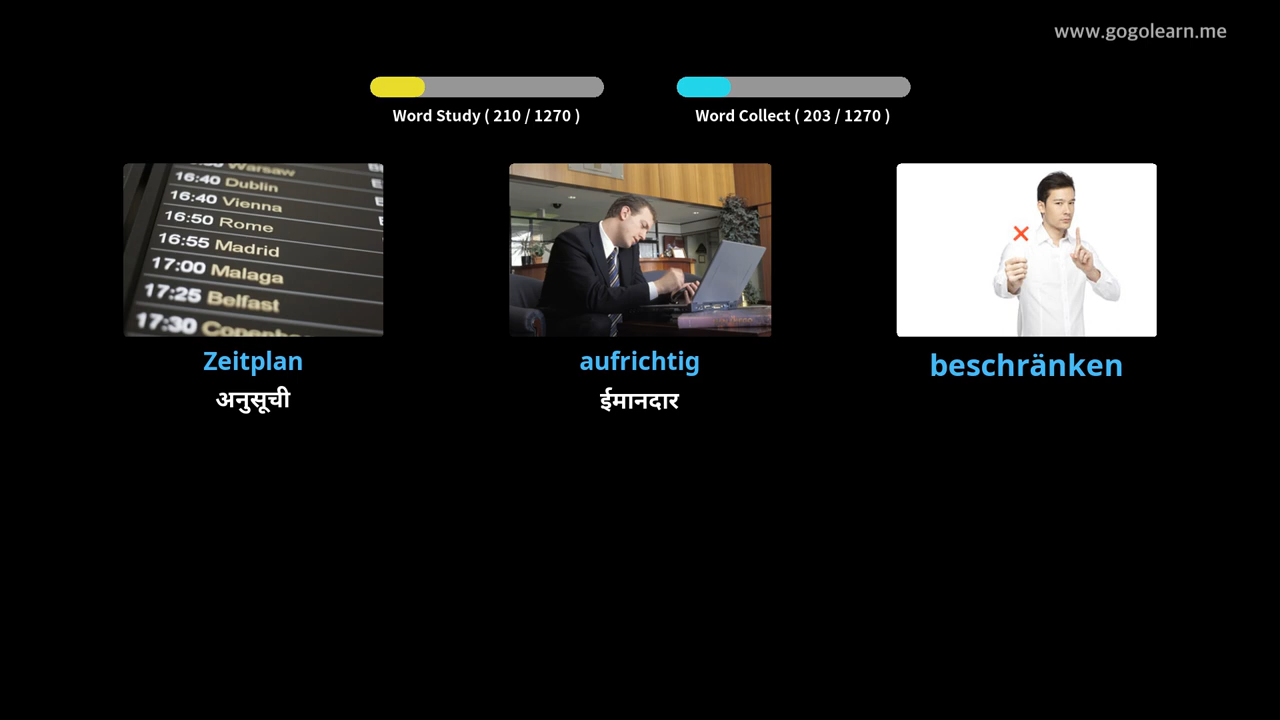 www.gogolearn.me
Word Study ( 210 / 1270 )
Word Collect ( 203 / 1270 )
Warsaw
16:40 Dublin
16:40 Vienna
16:50 Rome
16:55 Madrid
17:00 Malaga
17:25 Belfast
17:30
Zeitplan
अनुसूची
aufrichtig
ईमानदार
beschränken